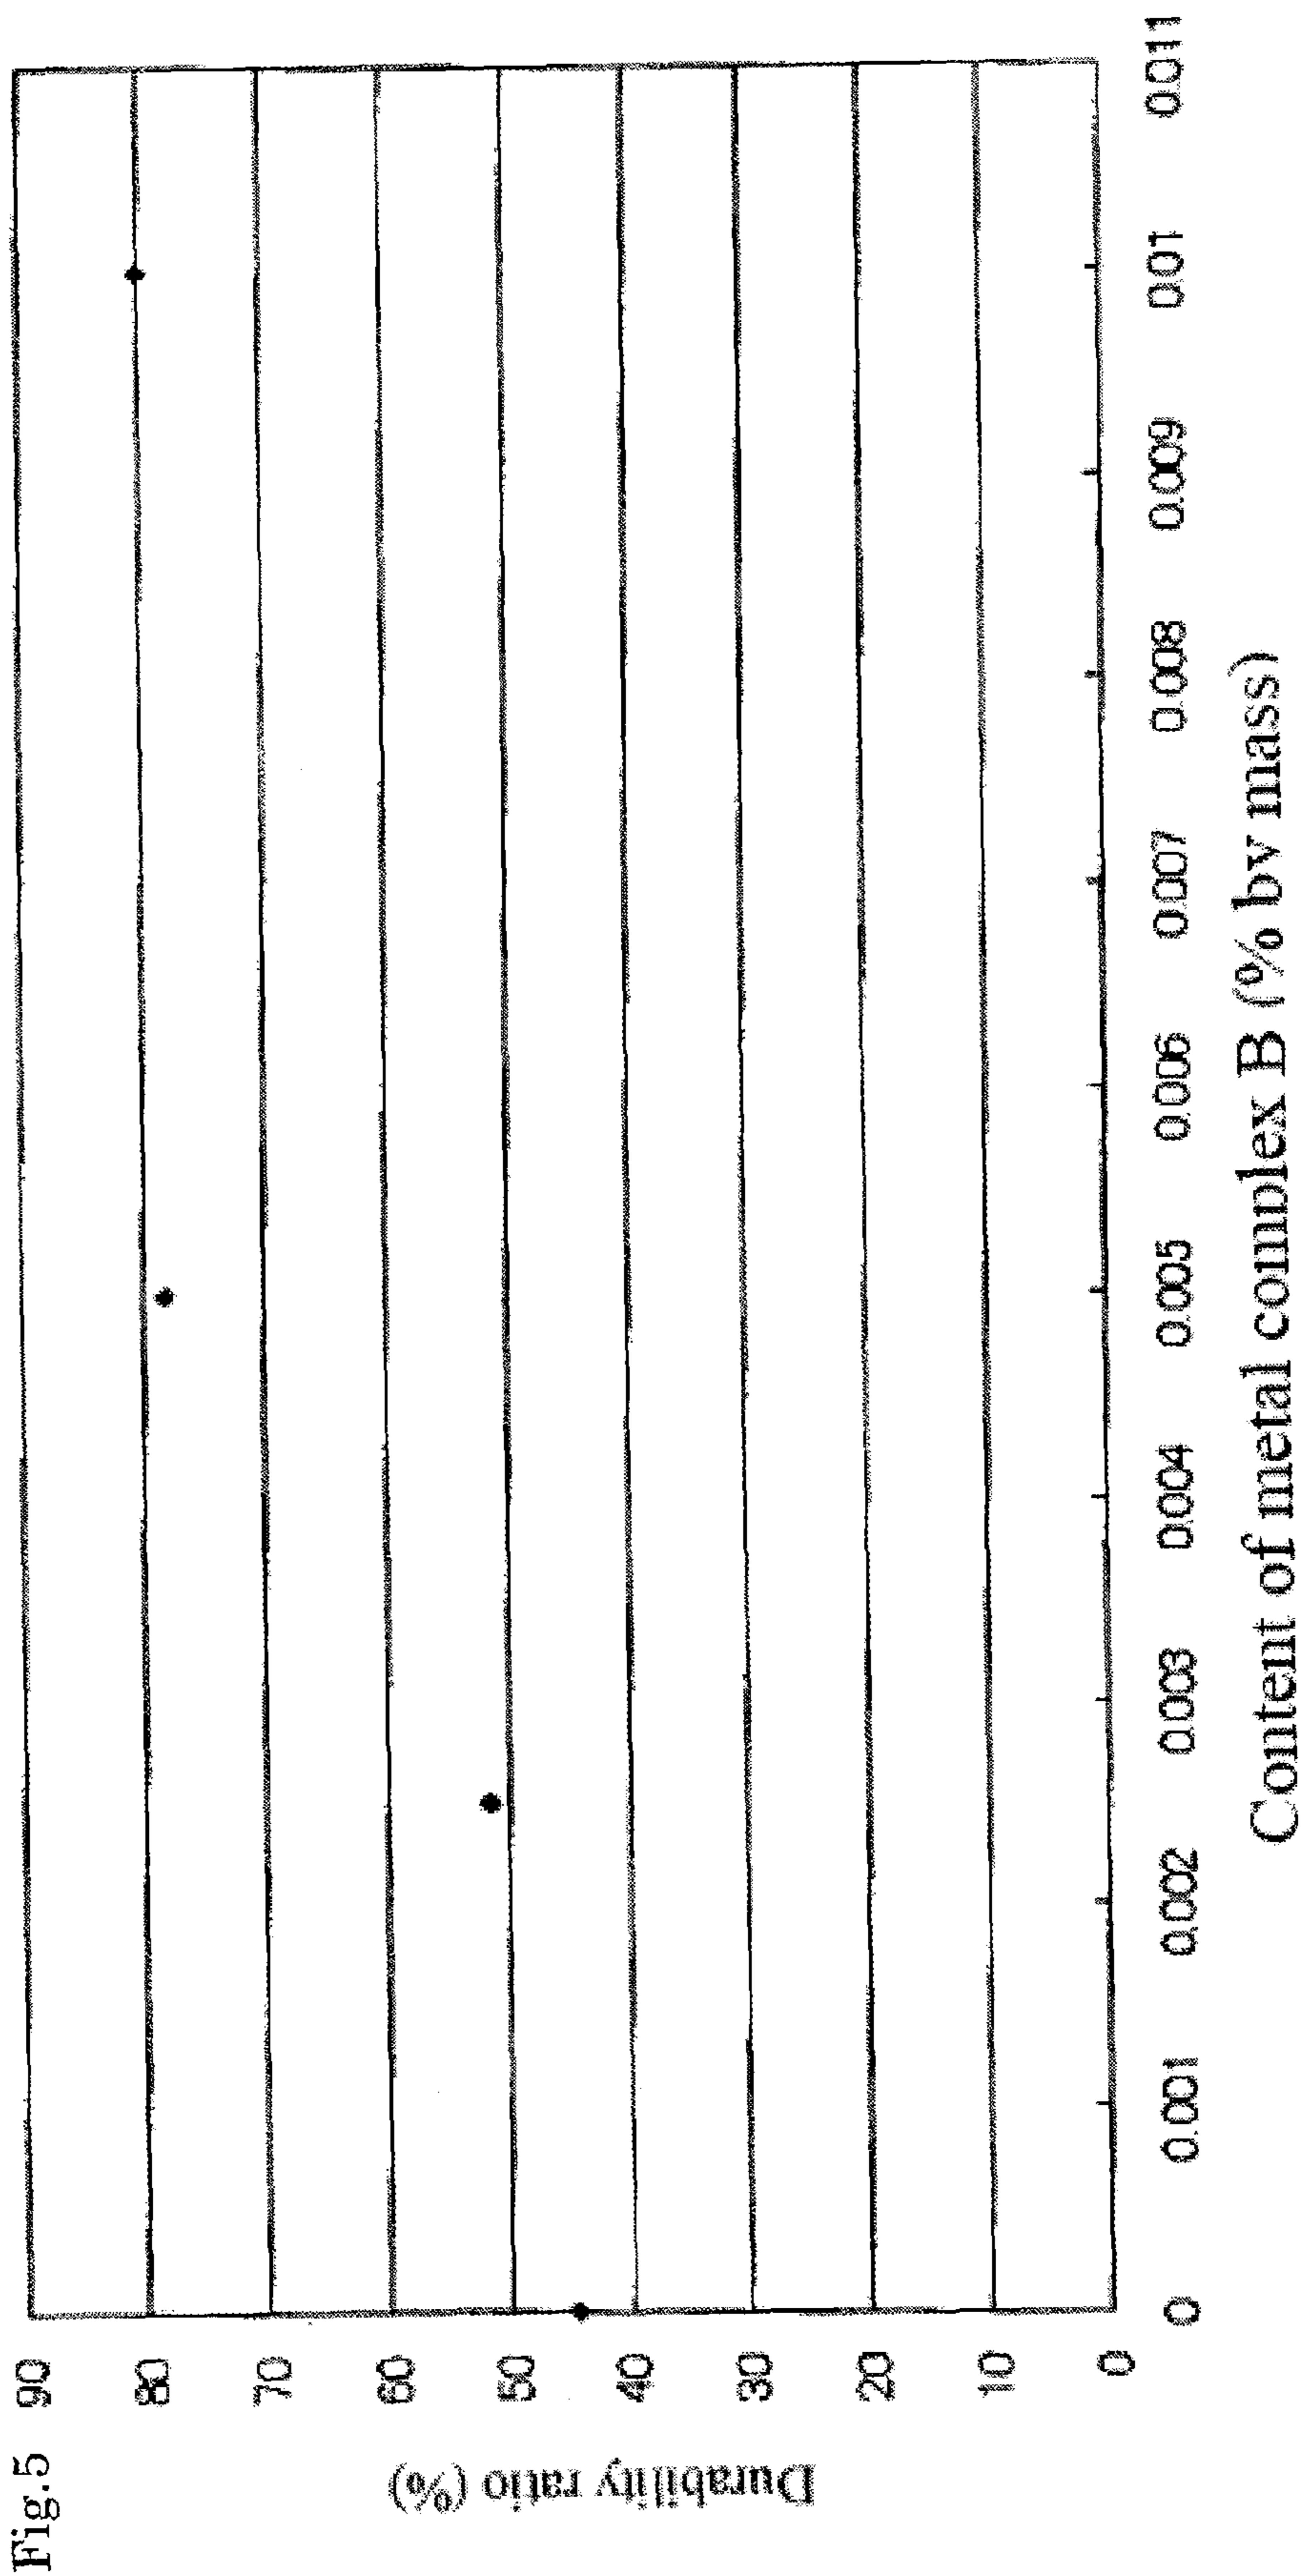 Fig.5
90
80
70
60
50
40
30
20
10
0
Durability ratio (%)
0 0.001 0.002 0.003 0.004 0.005 0.006 0.007 0.008 0.009 0.01 0.011
Content of metal complex B (% by mass)